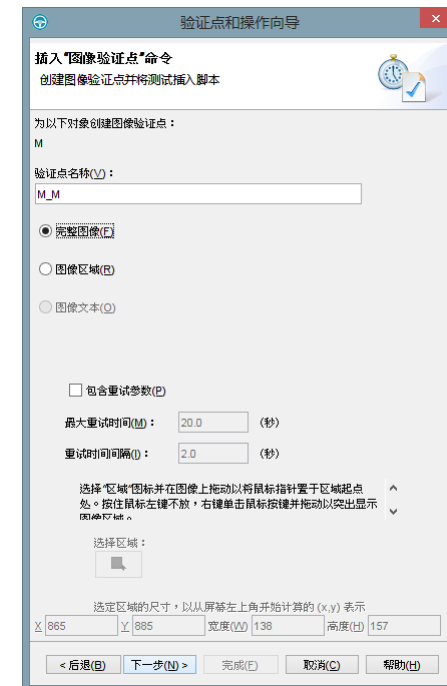 验证点和操作向导
插入“图像验证点”命令
创建图像验证点并将测试插入脚本
为以下对象创建图像验证点：
M
验证点名称(V)：
M_M
完整图像(F)
图像区域(R)
图像文本(O)
包含重试参数(P)
最大重试时间(M)： 20.0 (秒)
重试时间间隔(I)： 2.0 (秒)
选择“区域”图标并在图像上拖动以将鼠标指针置于区域起点
处。按住鼠标左键不放，右键单击鼠标按键并拖动以突出显示
图像区域。
选择区域：
选定区域的尺寸，以从屏幕左上角开始计算的 (x,y) 表示
X 865 Y 885 宽度(W) 138 高度(H) 157
< 后退(B) 下一步(N) > 完成(F) 取消(C) 帮助(H)